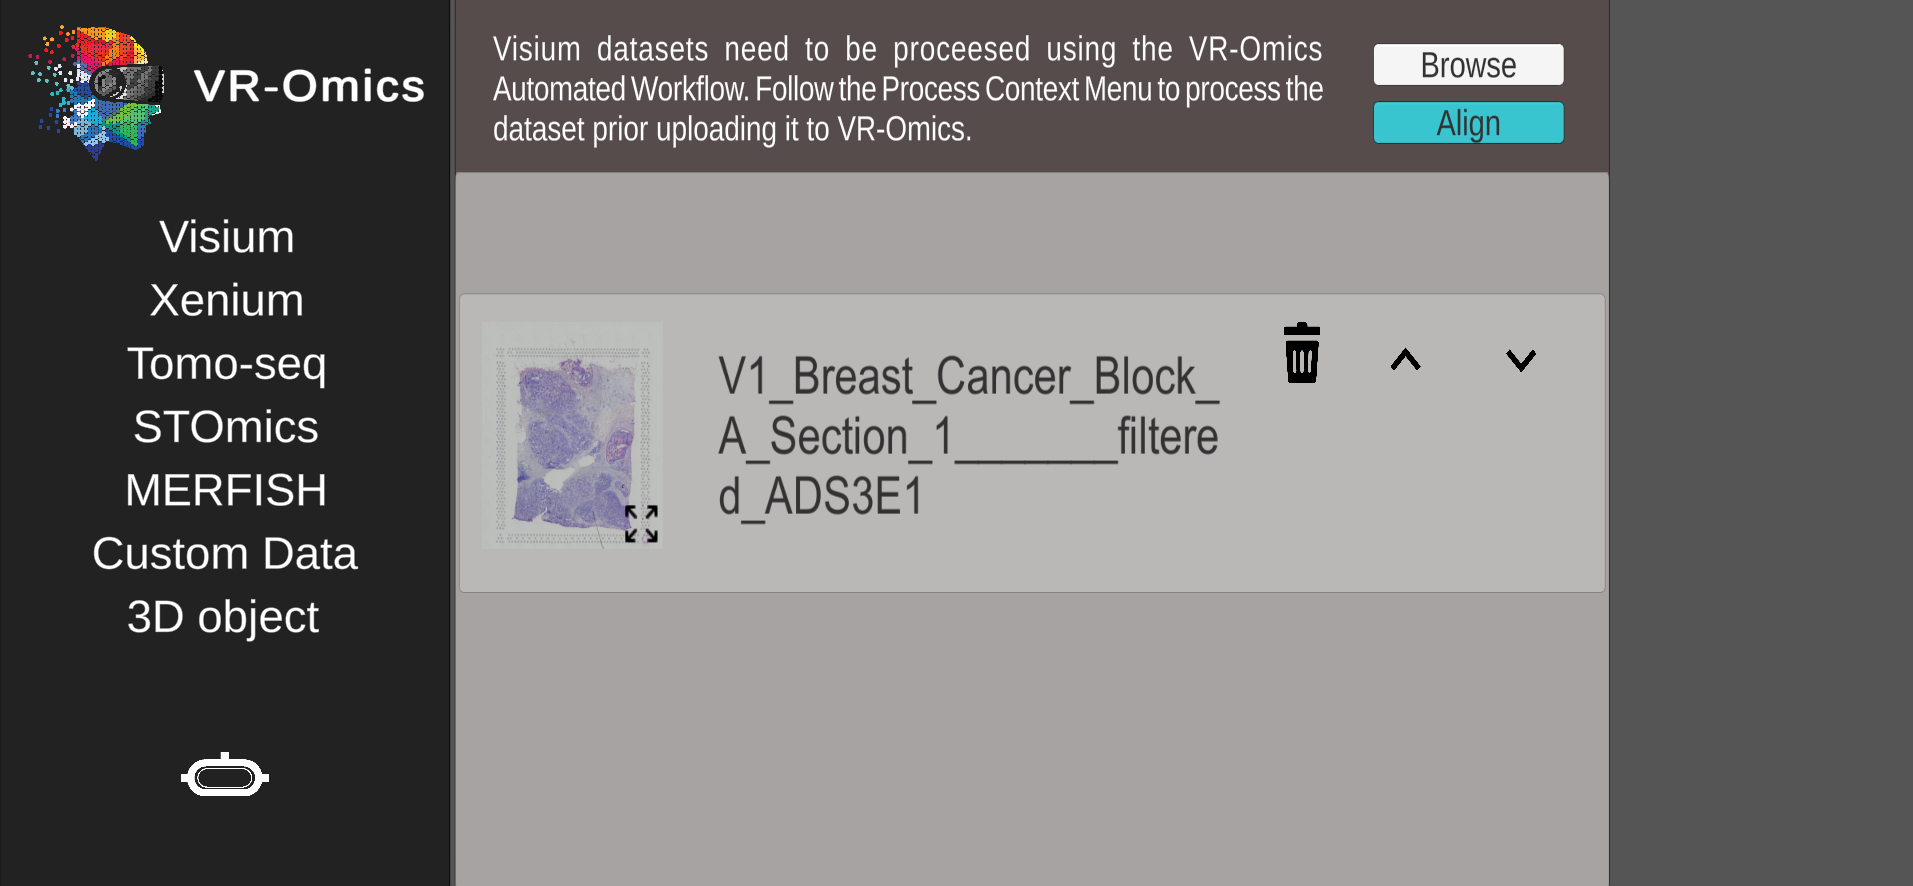 VR-Omics
Visium
Xenium
Tomo-seq
STOmics
MERFISH
Custom Data
3D object
Visium datasets need to be proceesed using the VR-Omics
Automated Workflow. Follow the Process Context Menu to process the
dataset prior uploading it to VR-Omics.
Browse
Align
V1_Breast_Cancer_Block_
A_Section_1_______filtere
d_ADS3E1